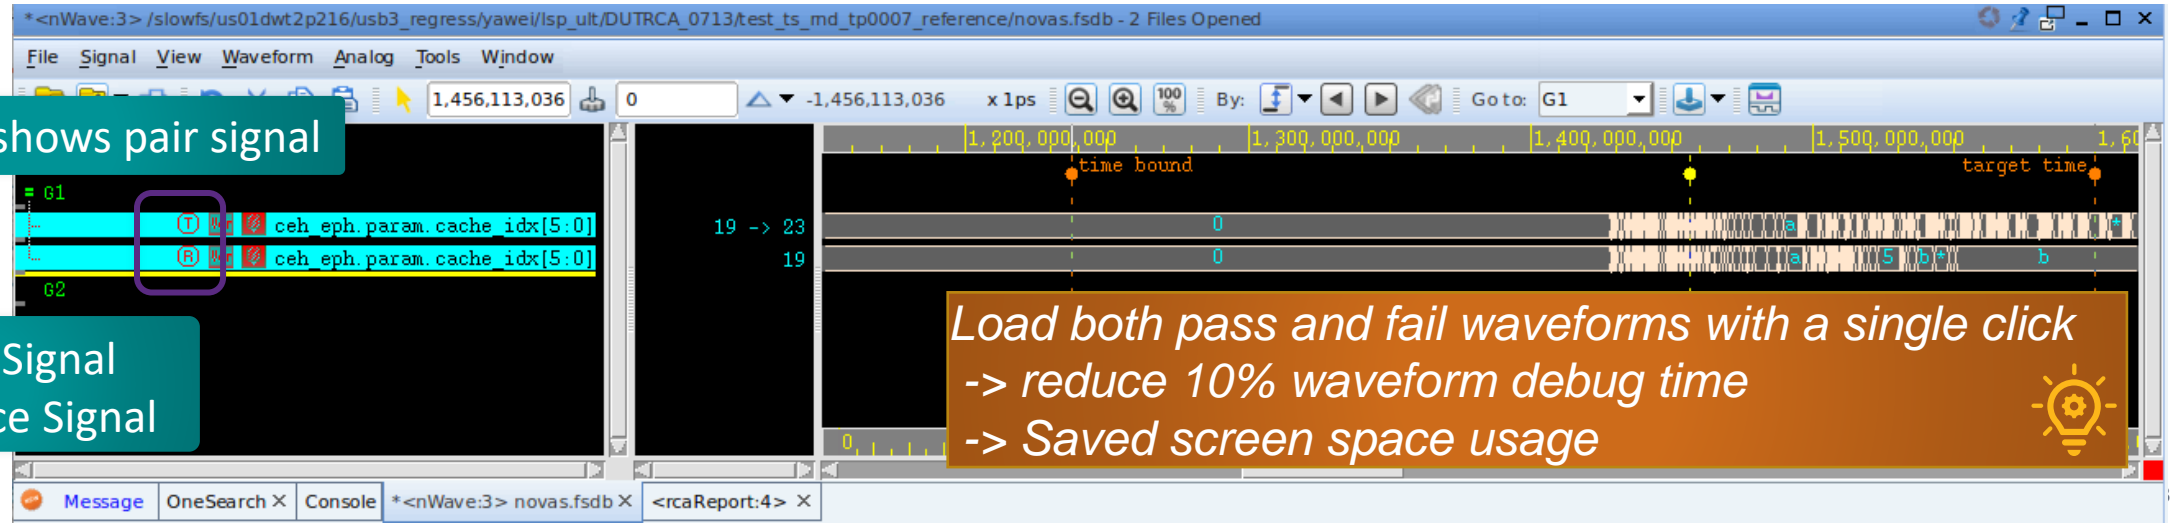 *<nWave:3> /slowfs/us01dwt2p216/usb3_regress/yawei/lsp_ult/DUTRCA_0713/test_ts_md_tp0007_reference/novas.fsdb - 2 Files Opened
File Signal View Waveform Analog Tools Window
1,456,113,036 0 -1,456,113,036 x 1ps 100 % By: Go to: G1
shows pair signal
1,200,000,000 1,300,000,000 1,400,000,000 1,500,000,000 1,60
time bound target time
G1
T ceh_eph.param.cache_idx[5:0] 19 -> 23 0 a *
R ceh_eph.param.cache_idx[5:0] 19 0 a 5 b * b
G2
Signal
ce Signal
Load both pass and fail waveforms with a single click
-> reduce 10% waveform debug time
-> Saved screen space usage
0
Message OneSearch X Console *<nWave:3> novas.fsdb X <rcaReport:4> X